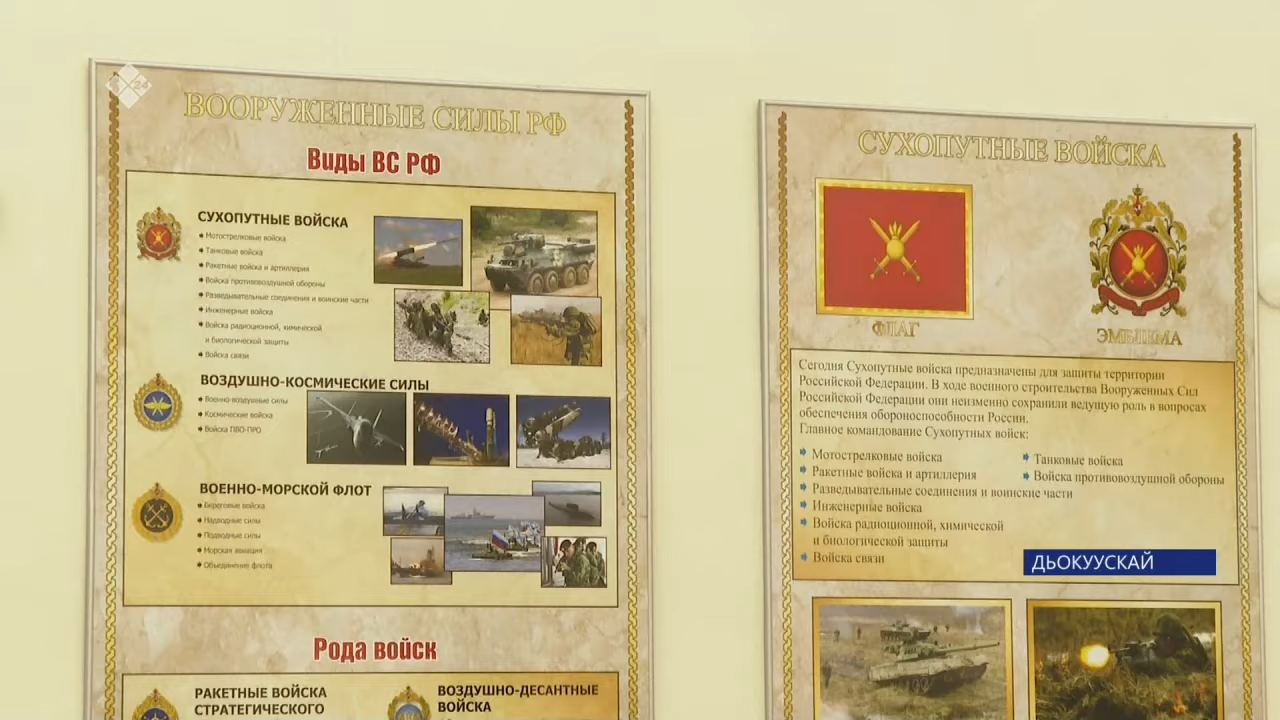 ВООРУЖЕННЫЕ СИЛЫ РФ
Виды ВС РФ
СУХОПУТНЫЕ ВОЙСКА
Мотострелковые войска
Танковые войска
Ракетные войска и артиллерия
Войска противовоздушной обороны
Разведывательные соединения и воинские части
Инженерные войска
Войска радиоционной, химической
и биологической защиты
Войска связи
ВОЗДУШНО-КОСМИЧЕСКИЕ СИЛЫ
Военно-воздушные силы
Космические войска
Войска ПВО-ПРО
ВОЕННО-МОРСКОЙ ФЛОТ
Береговые войска
Надводные силы
Подводные силы
Морская авиация
Объединение флота
Рода войск
РАКЕТНЫЕ ВОЙСКА
СТРАТЕГИЧЕСКОГО
ВОЗДУШНО-ДЕСАНТНЫЕ
ВОЙСКА
СУХОПУТНЫЕ ВОЙСКА
ФЛАГ
ЭМБЛЕМА
Сегодня Сухопутные войска предназначены для защиты территории
Российской Федерации. В ходе военного строительства Вооруженных Сил
Российской Федерации они неизменно сохранили ведущую роль в вопросах
обеспечения обороноспособности России.
Главное командование Сухопутных войск:
Мотострелковые войска
Ракетные войска и артиллерия
Разведывательные соединения и воинские части
Инженерные войска
Войска радиоционной, химической
и биологической защиты
Войска связи
Танковые войска
Войска противовоздушной обороны
ДЬОКУУСКАЙ
24